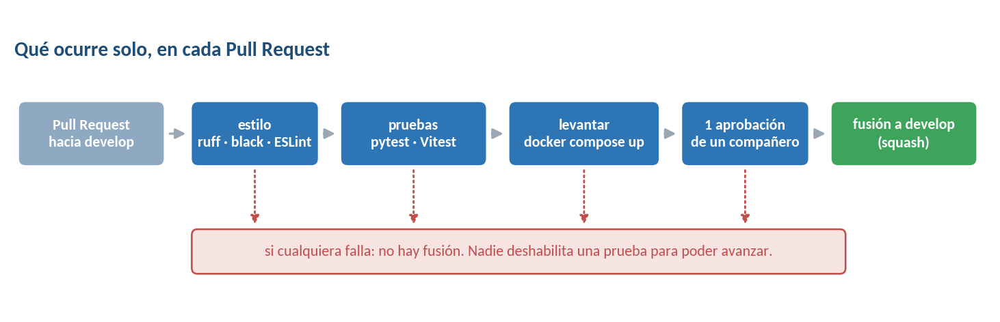 Qué ocurre solo, en cada Pull Request
Pull Request
hacia develop
estilo
ruff · black · ESLint
pruebas
pytest · Vitest
levantar
docker compose up
1 aprobación
de un compañero
fusión a develop
(squash)
si cualquiera falla: no hay fusión. Nadie deshabilita una prueba para poder avanzar.